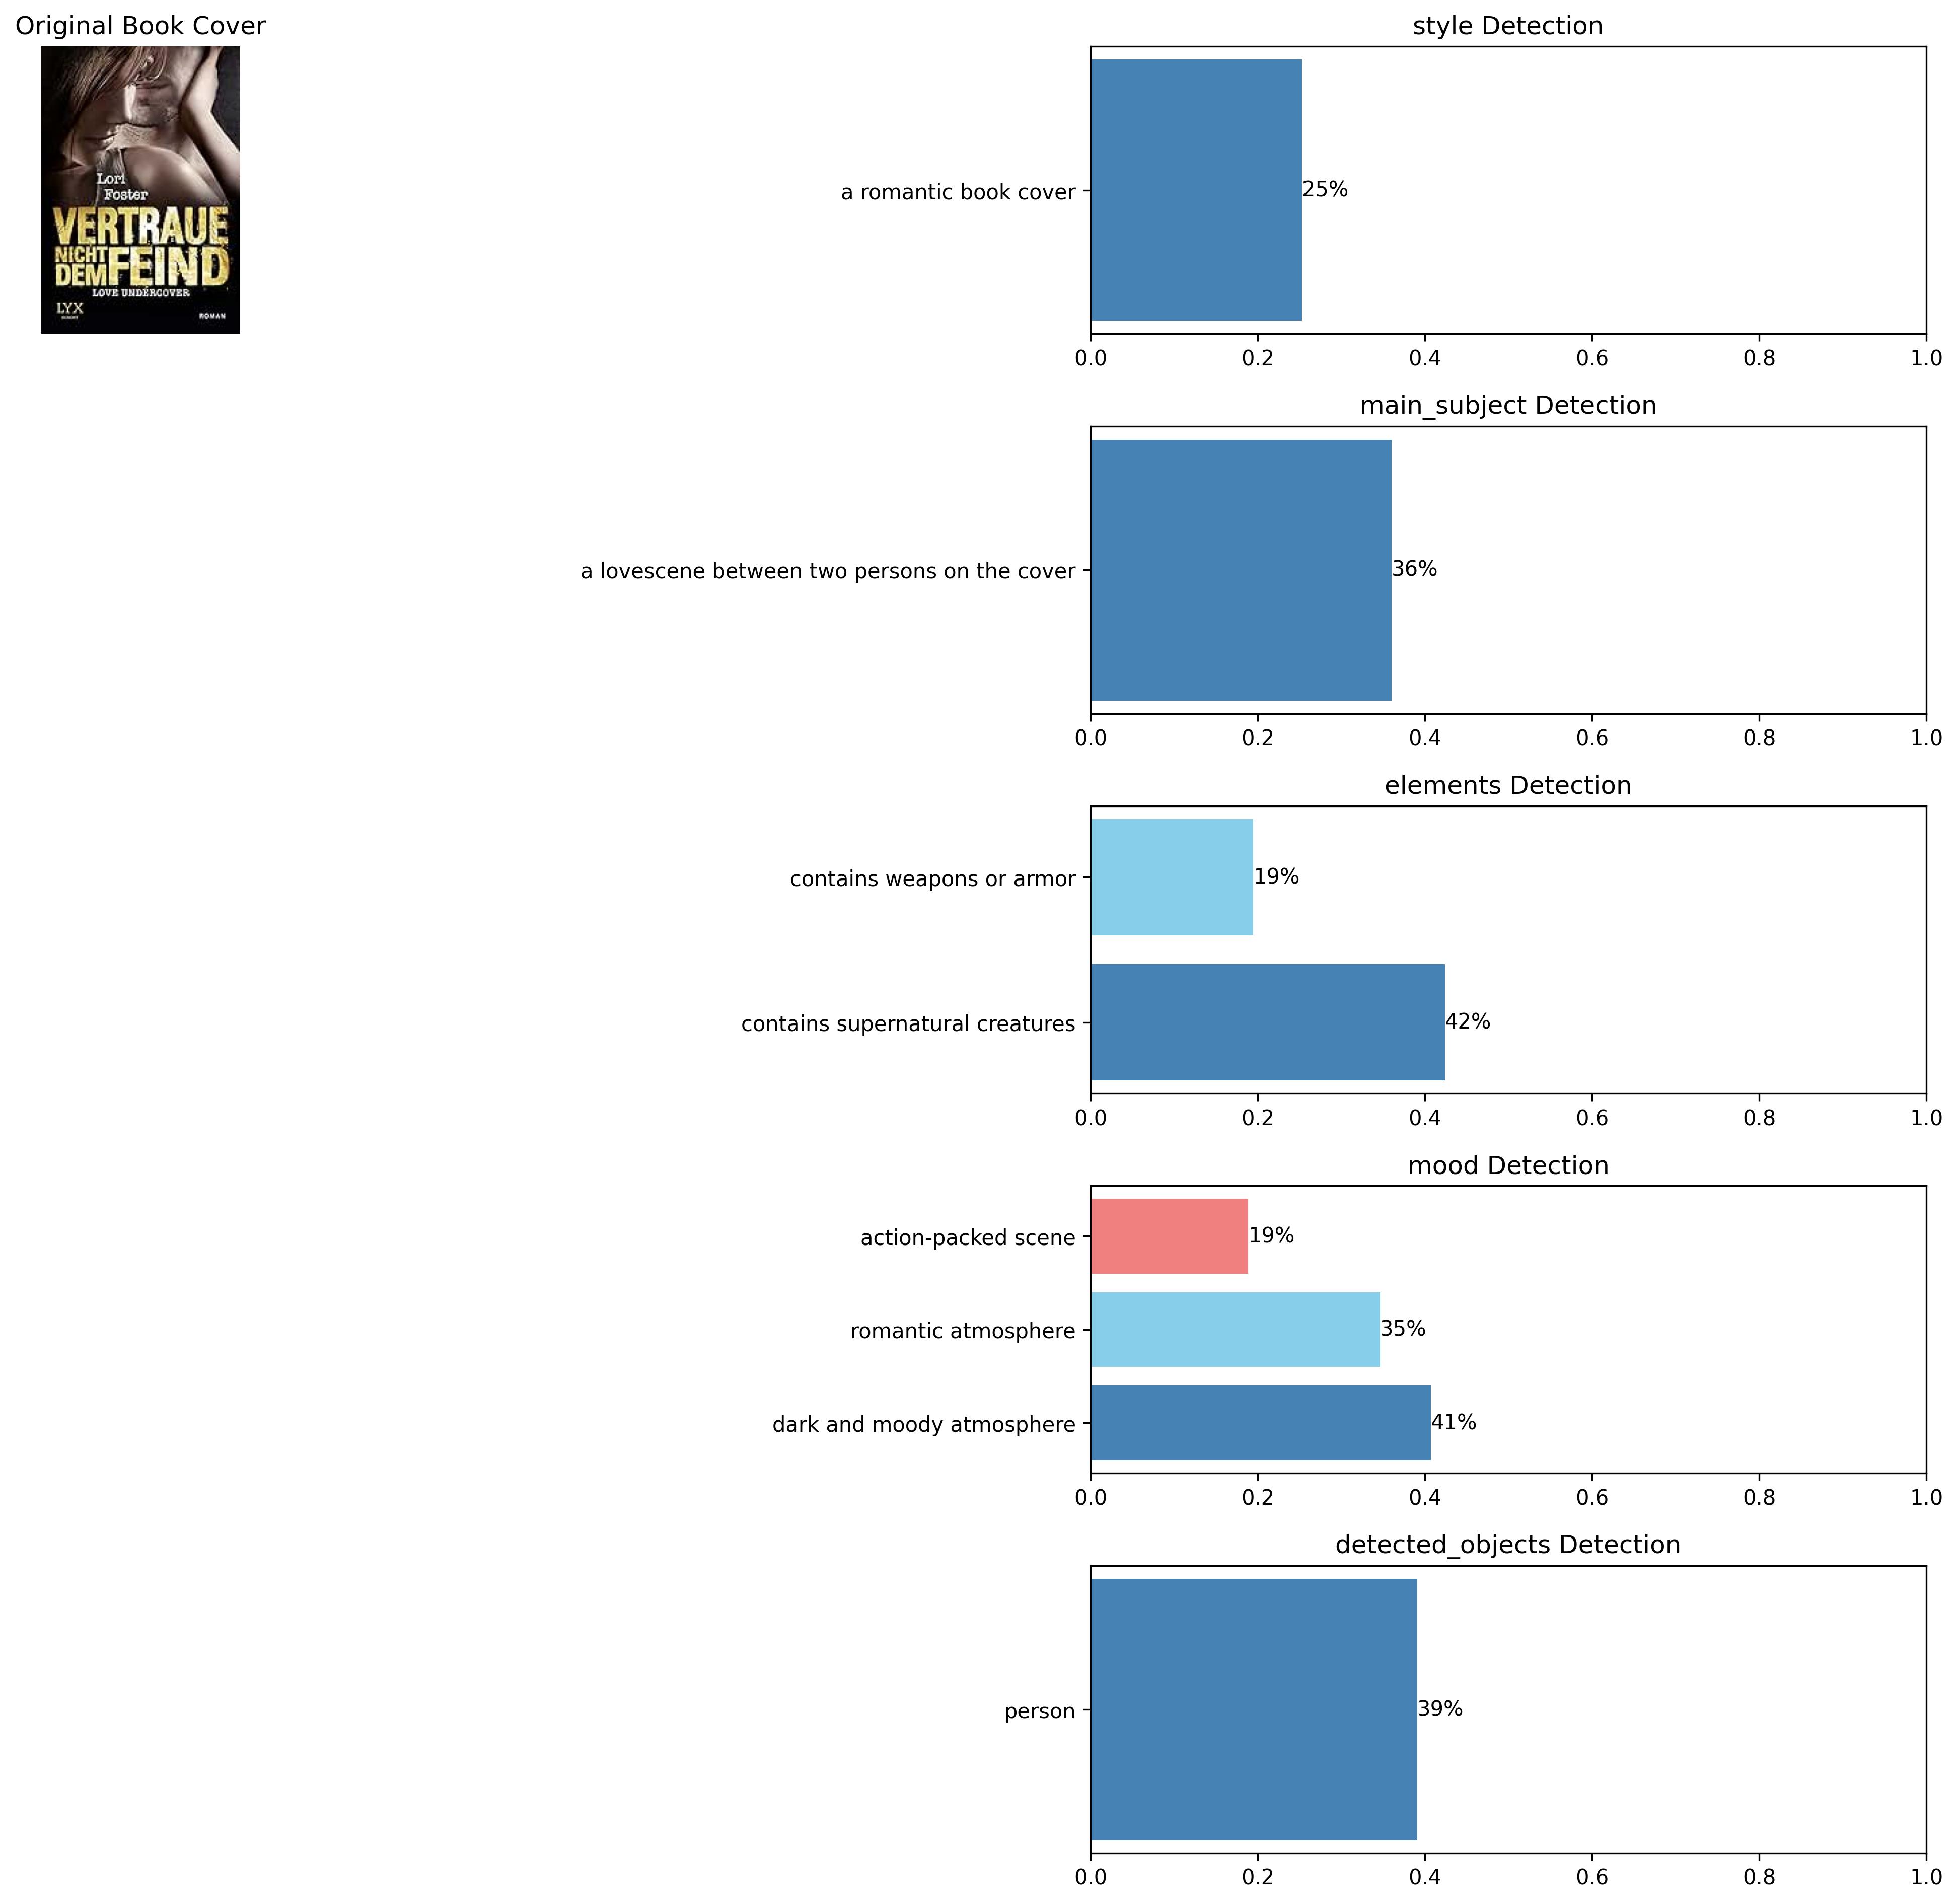 Original Book Cover
Lori
Foster
VERTRAUE
NICHT
DEM FEIND
LOVE UNDERCOVER
LYX
ROMAN
style Detection
a romantic book cover
25%
0.0 0.2 0.4 0.6 0.8 1.0
main_subject Detection
a lovescene between two persons on the cover
36%
0.0 0.2 0.4 0.6 0.8 1.0
elements Detection
contains weapons or armor
19%
contains supernatural creatures
42%
0.0 0.2 0.4 0.6 0.8 1.0
mood Detection
action-packed scene
19%
romantic atmosphere
35%
dark and moody atmosphere
41%
0.0 0.2 0.4 0.6 0.8 1.0
detected_objects Detection
person
39%
0.0 0.2 0.4 0.6 0.8 1.0